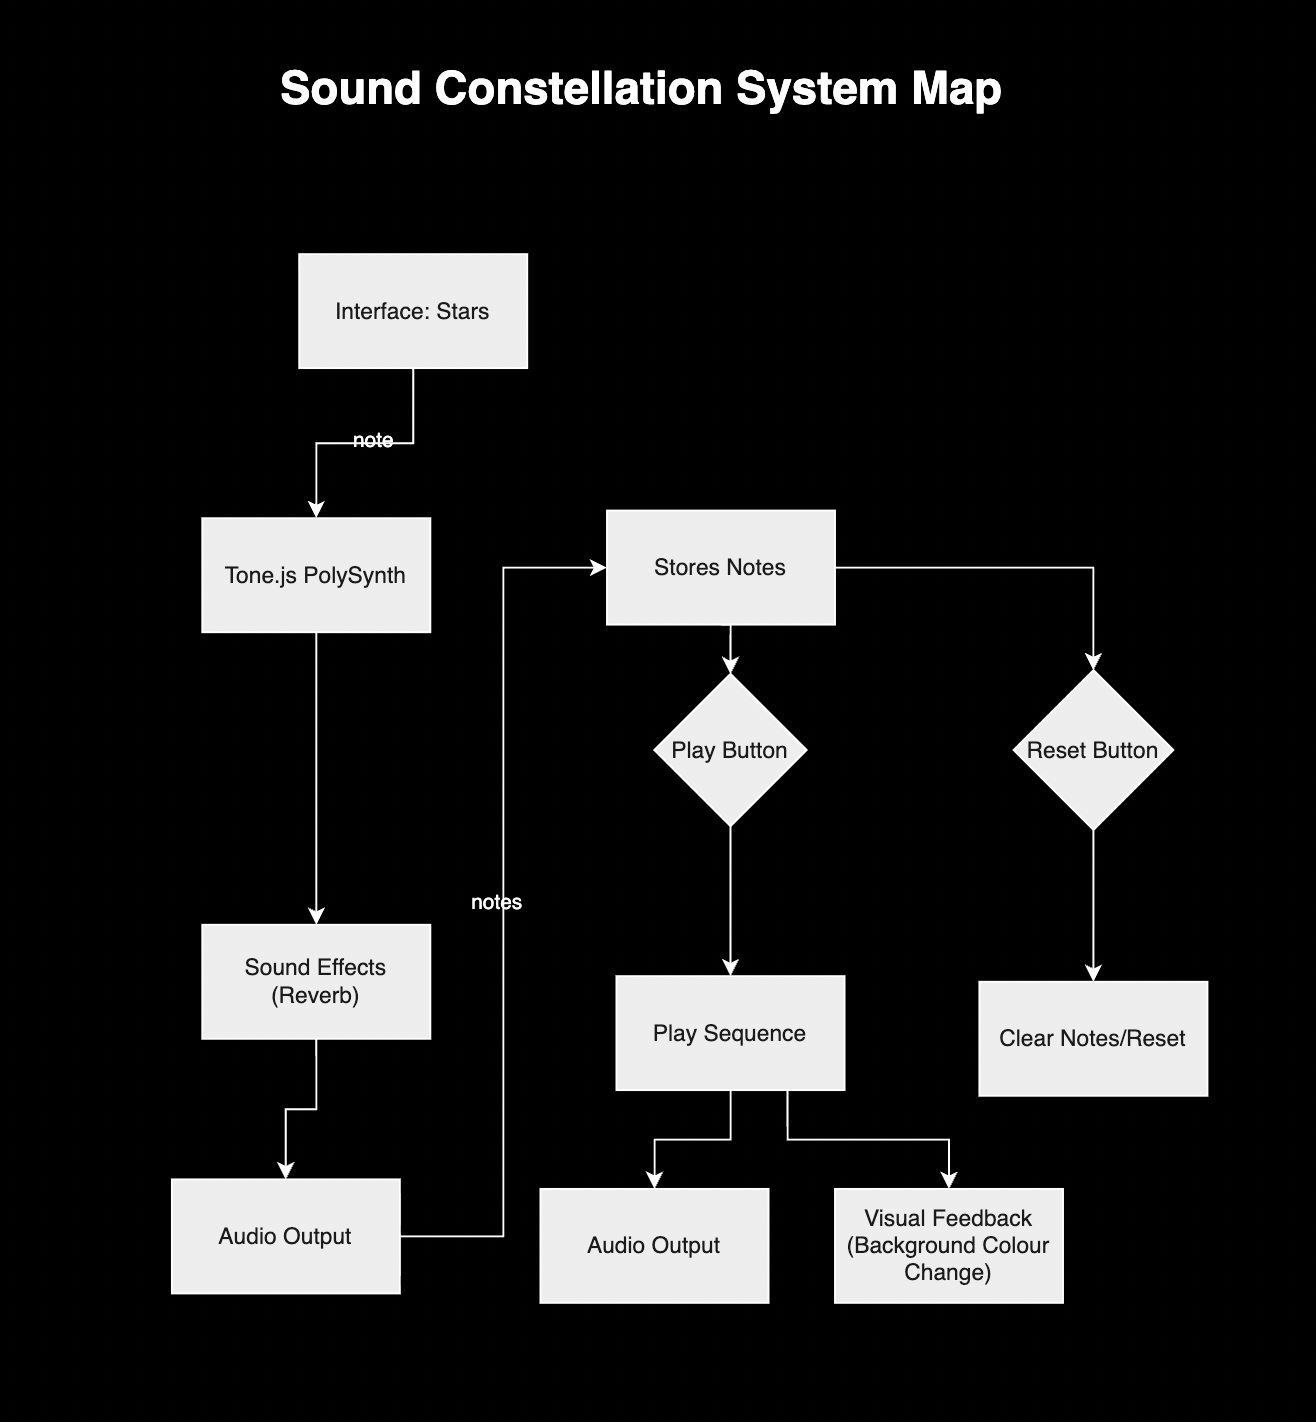 Sound Constellation System Map
Interface: Stars
note
Tone.js PolySynth
Stores Notes
Play Button
Reset Button
notes
Sound Effects
(Reverb)
Play Sequence
Clear Notes/Reset
Audio Output
Audio Output
Visual Feedback
(Background Colour
Change)